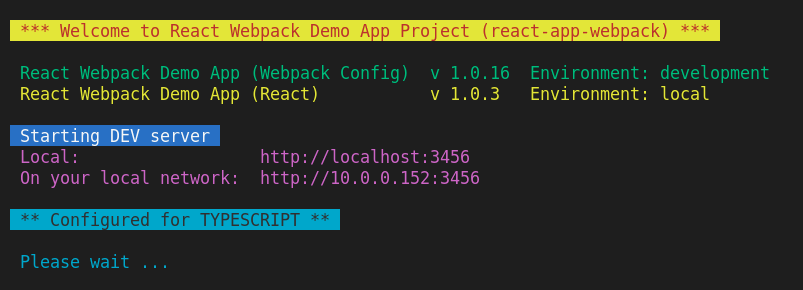 *** Welcome to React Webpack Demo App Project (react-app-webpack) ***
React Webpack Demo App (Webpack Config)  v 1.0.16  Environment: development
React Webpack Demo App (React)           v 1.0.3   Environment: local
Starting DEV server
Local:                  http://localhost:3456
On your local network:  http://10.0.0.152:3456
** Configured for TYPESCRIPT **
Please wait ...